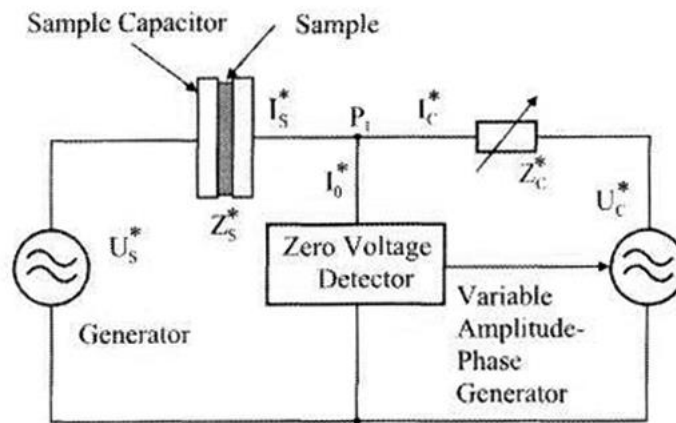 Sample Capacitor
Sample
I*S
P1
I*C
I*0
Z*S
Z*C
U*S
U*C
Zero Voltage
Detector
Generator
Variable
Amplitude-
Phase
Generator